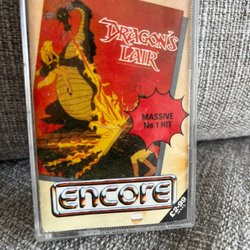 DRAGON'S
LAIR
MASSIVE
No.1 HIT
ENCORE